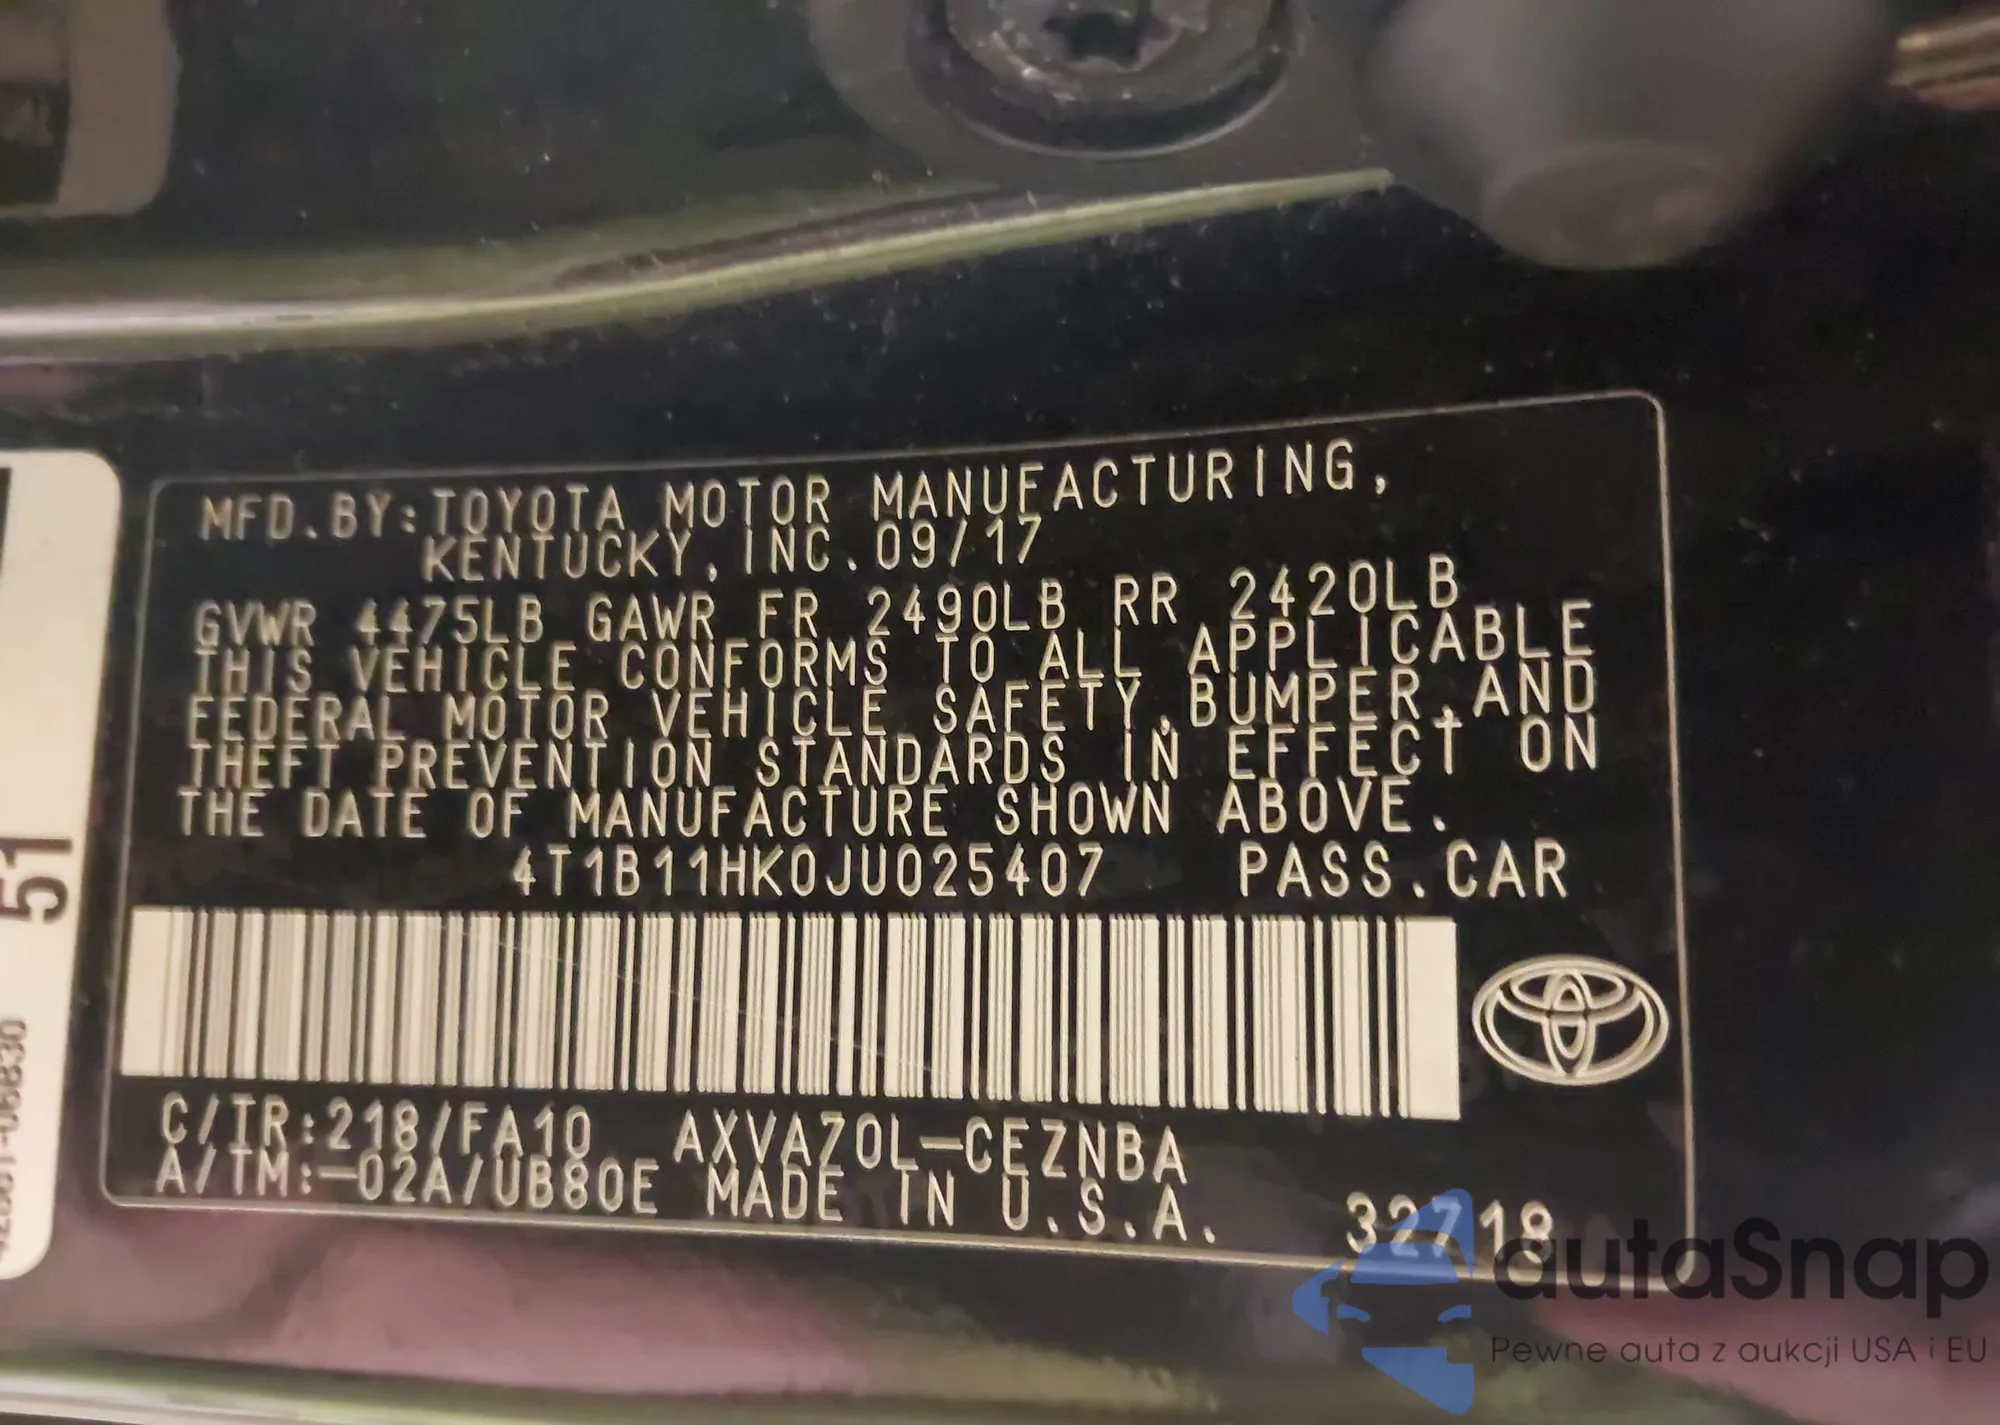 MFD.BY:TOYOTA MOTOR MANUFACTURING,
KENTUCKY, INC. 09/17
GVWR 4475LB GAWR FR 2490LB RR 2420LB
THIS VEHICLE CONFORMS TO ALL APPLICABLE
FEDERAL MOTOR VEHICLE SAFETY,BUMPER,AND
THEFT PREVENTION STANDARDS IN EFFECT ON
THE DATE OF MANUFACTURE SHOWN ABOVE.
4T1B11HK0JU025407 PASS.CAR
C/TR:218/FA10 AXVA70L-CEZNBA
A/TM:-02A/UB80E MADE IN U.S.A. 32718
51
autaSnap
Pewne auta z aukcji USA i EU